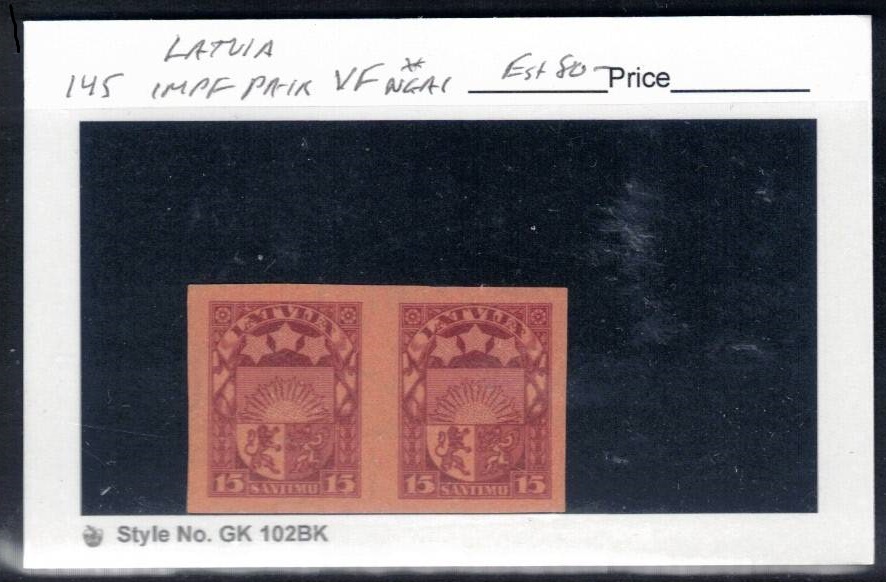 LATVIA
145 IMPF PAIR VF * NGAI Est 80- Price
LATVIJA LATVIJA
15 SANTIMU 15 15 SANTIMU 15
Style No. GK 102BK